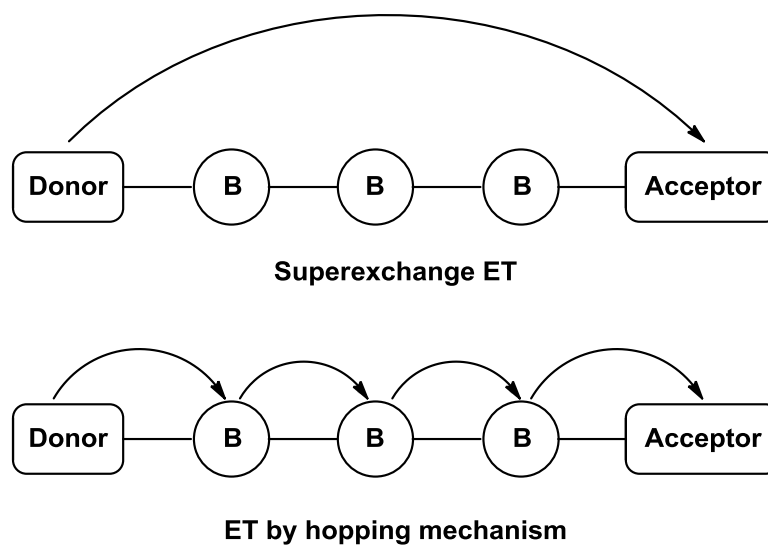 Donor B B B Acceptor
Superexchange ET
Donor B B B Acceptor
ET by hopping mechanism